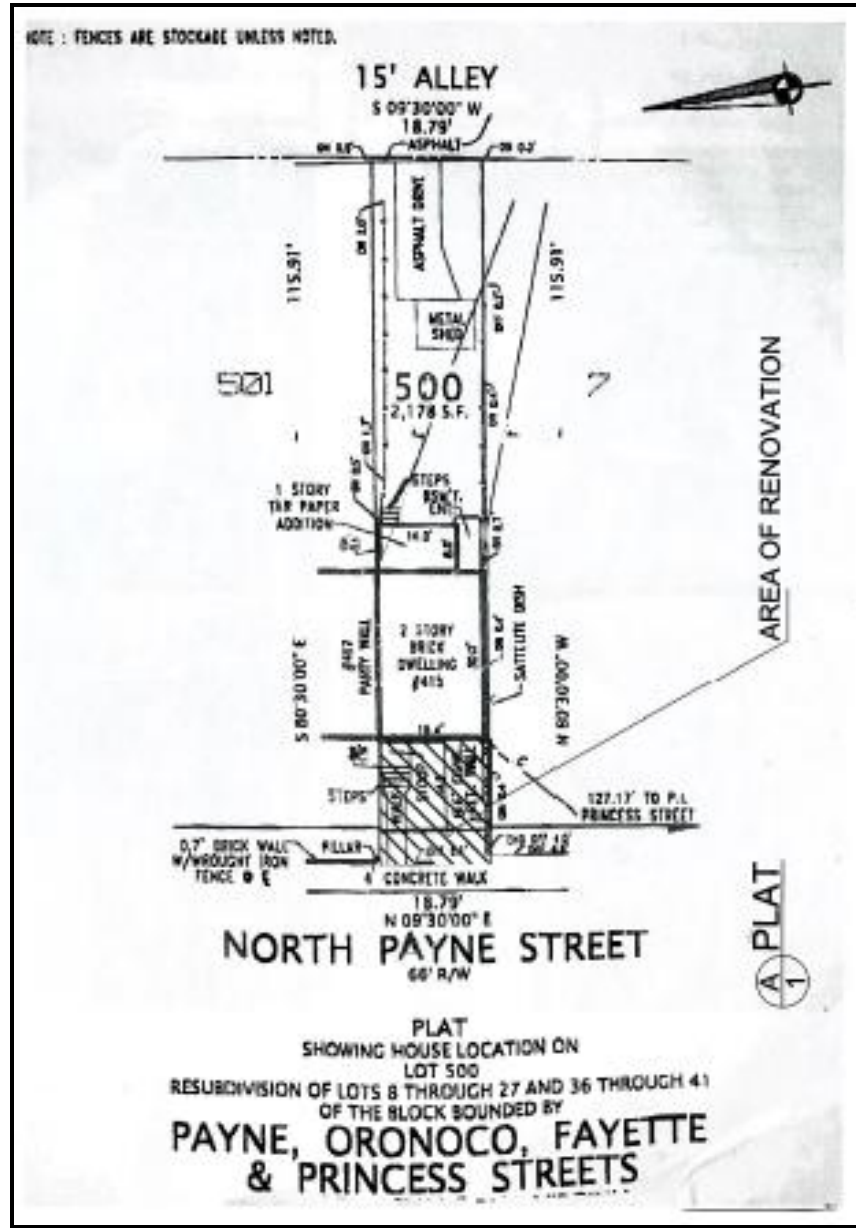 NOTE : FENCES ARE STOCKADE UNLESS NOTED.
15' ALLEY
S 09°30'00" W
18.79'
ASPHALT
ASPHALT DRIVE
115.91'
115.93'
METAL
SHED
501
500
2,178 S.F.
7
STEPS
BSM'T.
ENT
1 STORY
TAR PAPER
ADDITION
14.0'
AREA OF RENOVATION
PARTY WALL
2 STORY
BRICK
DWELLING
#415
SATTELITE DISH
S 80°30'00" E
N 80°30'00" W
18.4'
STEPS
STOOP
127.17' TO P.I.
PRINCESS STREET
0.7' BRICK WALL
W/WROUGHT IRON
FENCE
PILLAR
4' CONCRETE WALK
18.79'
N 09°30'00" E
NORTH PAYNE STREET
66' R/W
A
1
PLAT
PLAT
SHOWING HOUSE LOCATION ON
LOT 500
RESUBDIVISION OF LOTS 8 THROUGH 27 AND 36 THROUGH 41
OF THE BLOCK BOUNDED BY
PAYNE, ORONOCO, FAYETTE
& PRINCESS STREETS